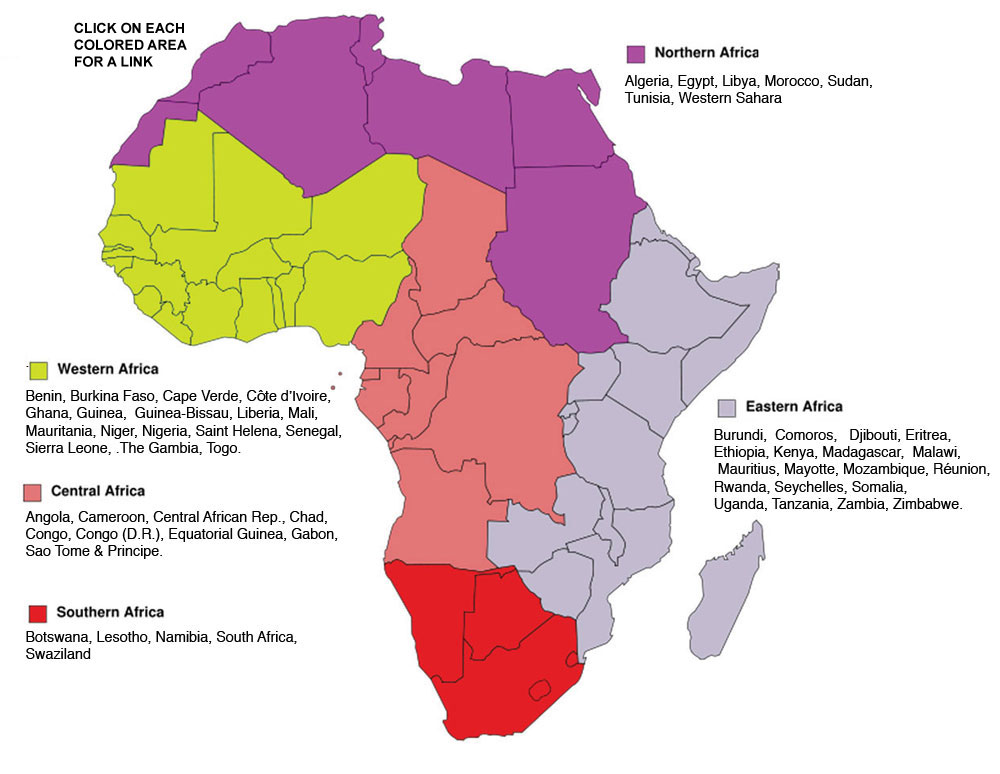 CLICK ON EACH
COLORED AREA
FOR A LINK
Northern Africa
Algeria, Egypt, Libya, Morocco, Sudan,
Tunisia, Western Sahara
Western Africa
Benin, Burkina Faso, Cape Verde, Côte d'Ivoire,
Ghana, Guinea,  Guinea-Bissau, Liberia, Mali,
Mauritania, Niger, Nigeria, Saint Helena, Senegal,
Sierra Leone, .The Gambia, Togo.
Eastern Africa
Burundi,  Comoros,   Djibouti, Eritrea,
Ethiopia, Kenya, Madagascar,  Malawi,
Mauritius, Mayotte, Mozambique, Réunion,
Rwanda, Seychelles, Somalia,
Uganda, Tanzania, Zambia, Zimbabwe.
Central Africa
Angola, Cameroon, Central African Rep., Chad,
Congo, Congo (D.R.), Equatorial Guinea, Gabon,
Sao Tome & Principe.
Southern Africa
Botswana, Lesotho, Namibia, South Africa,
Swaziland